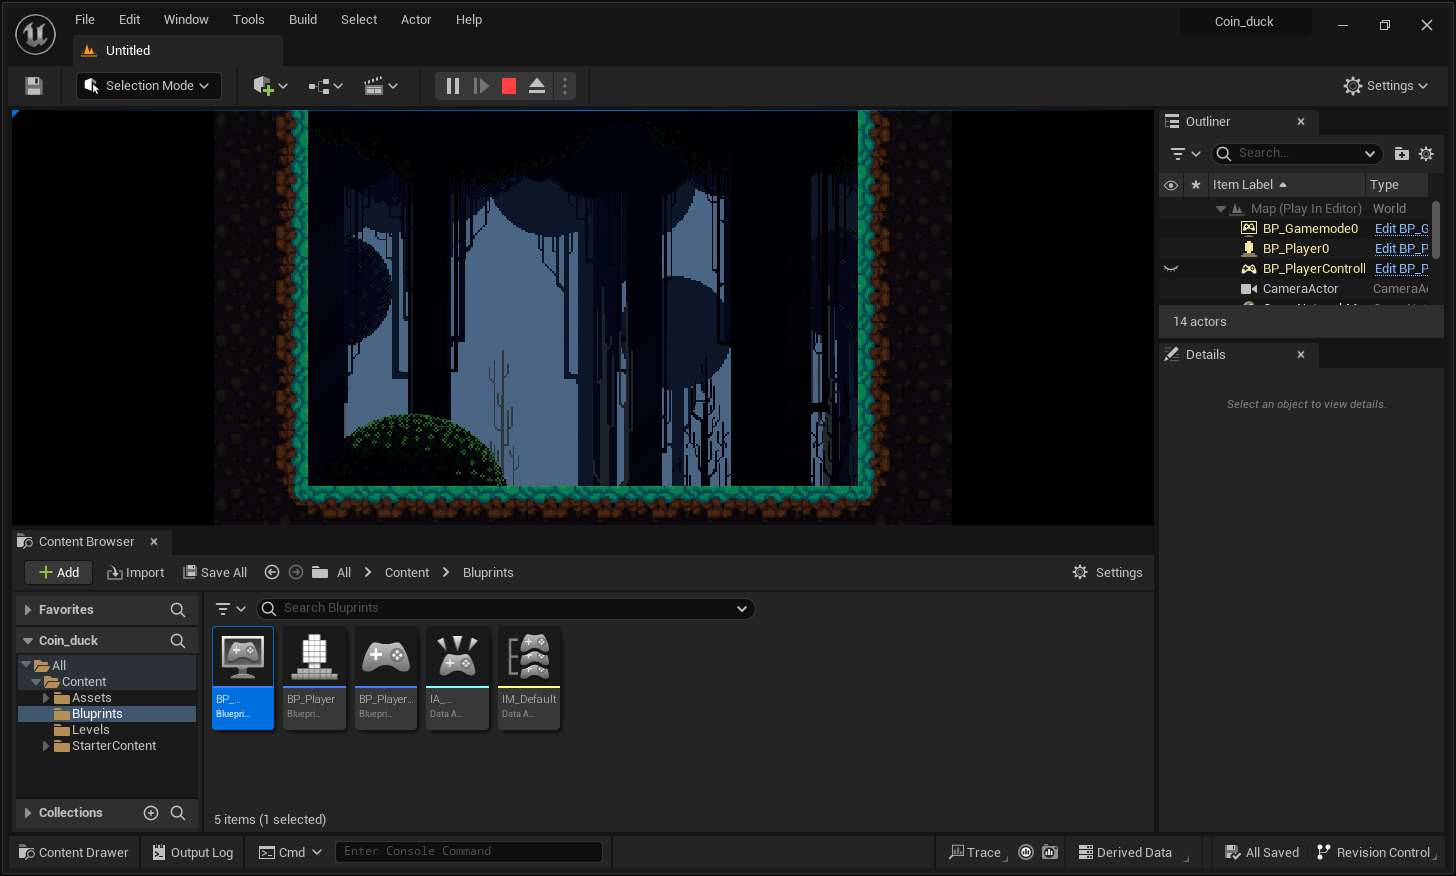 File Edit Window Tools Build Select Actor Help
Coin_duck
Untitled
Selection Mode
Settings
Outliner
Search...
Item Label Type
Map (Play In Editor) World
BP_Gamemode0 Edit BP_G
BP_Player0 Edit BP_P
BP_PlayerControll Edit BP_P
CameraActor CameraAc
14 actors
Details
Select an object to view details.
Content Browser
Add Import Save All All Content Bluprints Settings
Favorites
Search Bluprints
Coin_duck
All
Content
Assets
Bluprints
Levels
StarterContent
BP_...
Bluepri...
BP_Player
Bluepri...
BP_Player...
Bluepri...
IA_...
Data A...
IM_Default
Data A...
Collections
5 items (1 selected)
Content Drawer Output Log Cmd Enter Console Command Trace Derived Data All Saved Revision Control